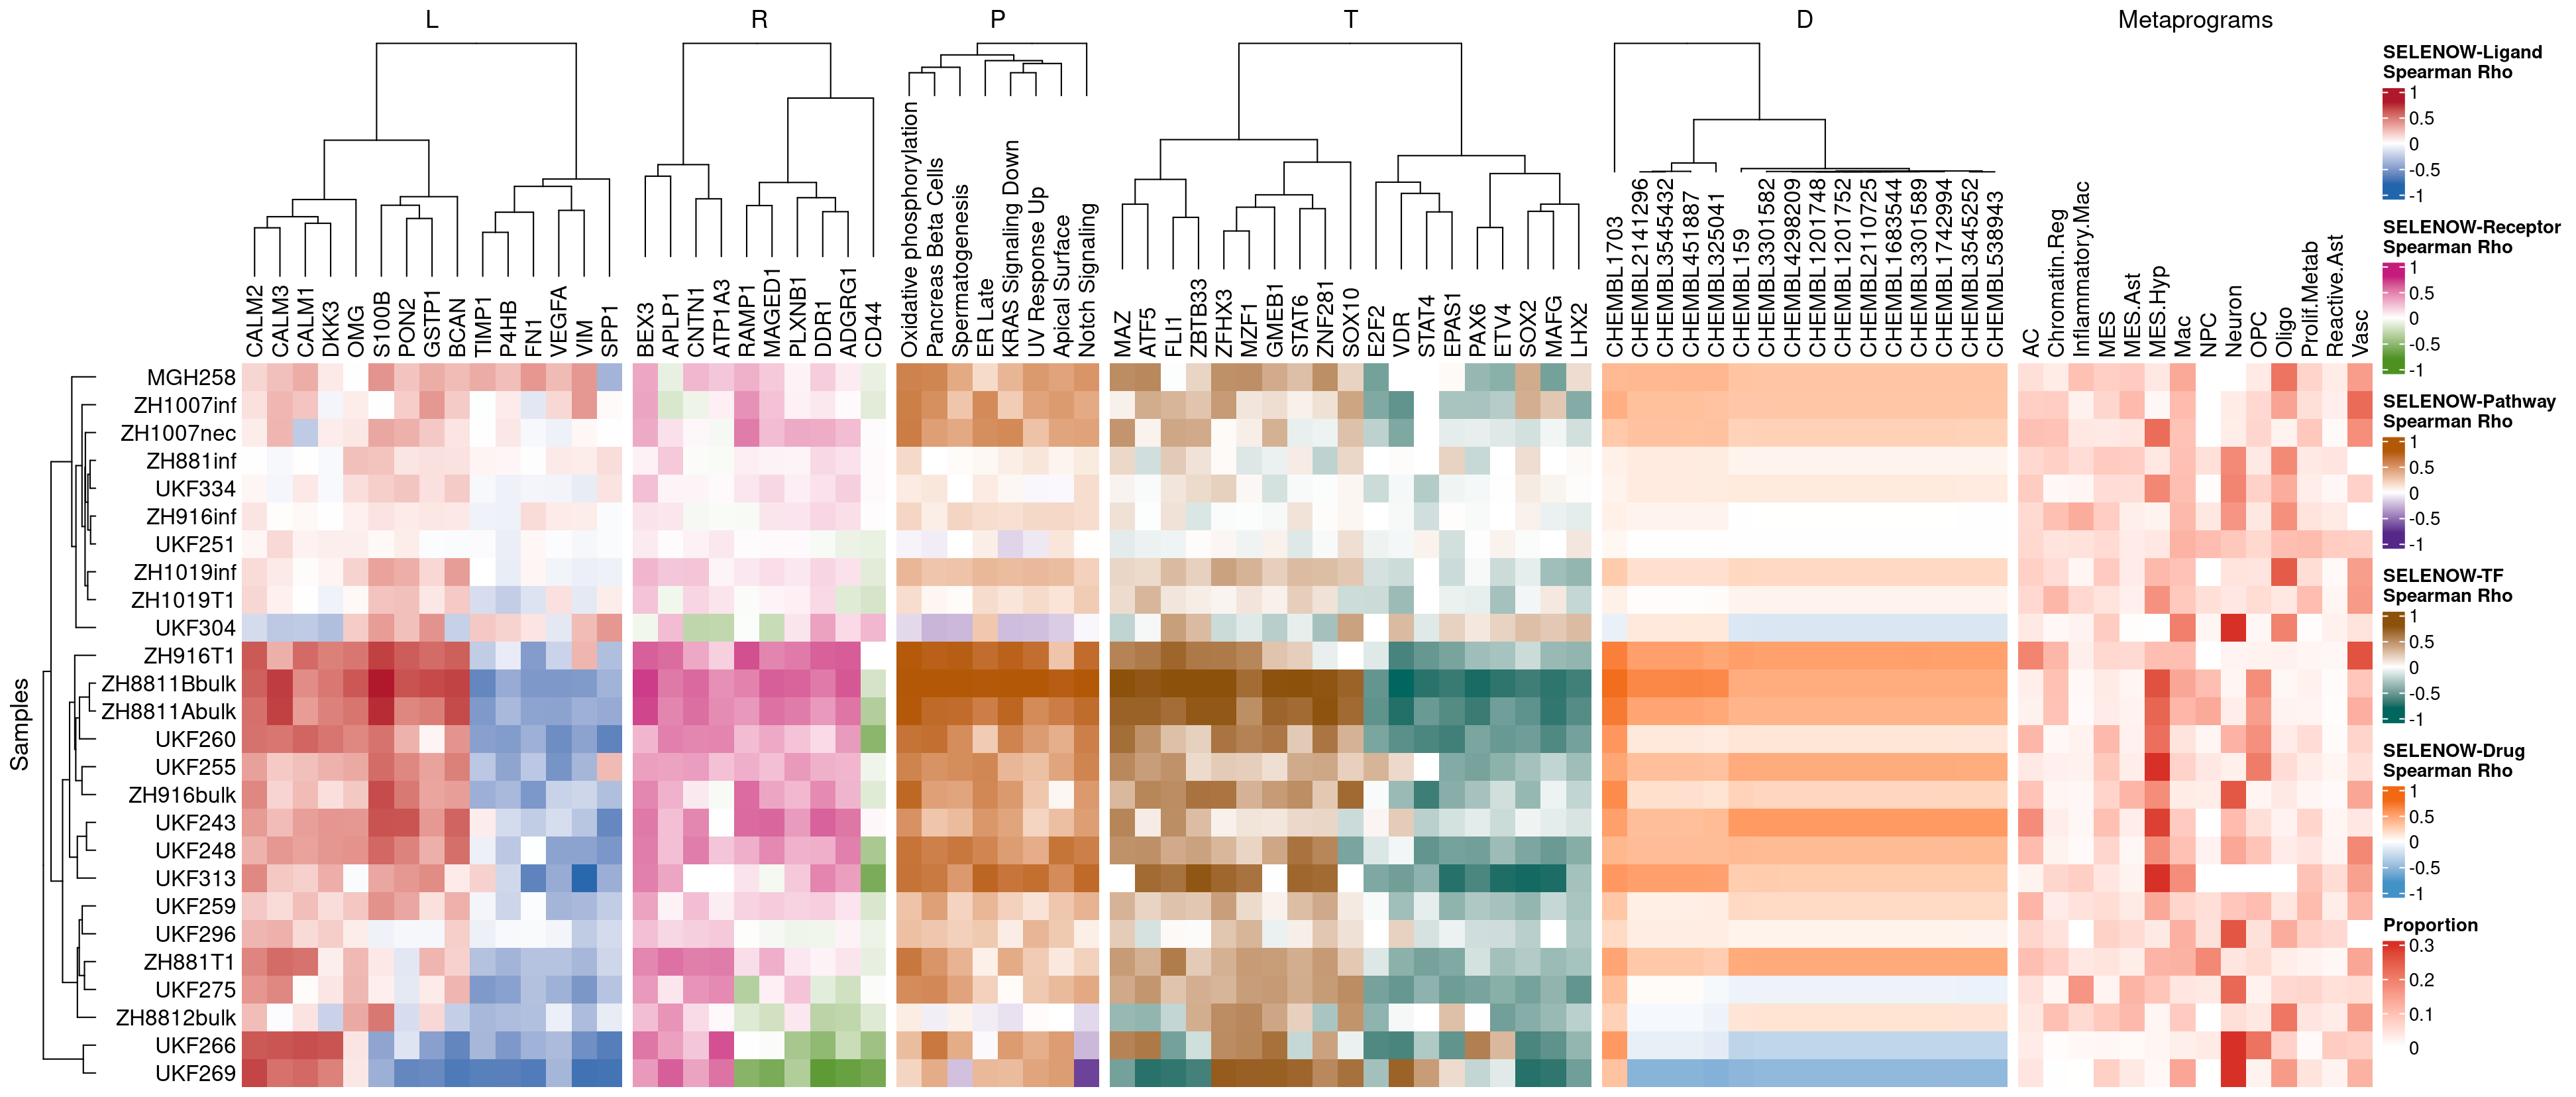 L R P T D Metaprograms
CALM2 CALM3 CALM1 DKK3 OMG S100B PON2 GSTP1 BCAN TIMP1 P4HB FN1 VEGFA VIM SPP1
BEX3 APLP1 CNTN1 ATP1A3 RAMP1 MAGED1 PLXNB1 DDR1 ADGRG1 CD44
Oxidative phosphorylation
Pancreas Beta Cells
Spermatogenesis
ER Late
KRAS Signaling Down
UV Response Up
Apical Surface
Notch Signaling
MAZ ATF5 FLI1 ZBTB33 ZFHX3 MZF1 GMEB1 STAT6 ZNF281 SOX10 E2F2 VDR STAT4 EPAS1 PAX6 ETV4 SOX2 MAFG LHX2
CHEMBL1703
CHEMBL2141296
CHEMBL3545432
CHEMBL451887
CHEMBL325041
CHEMBL159
CHEMBL3301582
CHEMBL4298209
CHEMBL1201748
CHEMBL1201752
CHEMBL2110725
CHEMBL1683544
CHEMBL3301589
CHEMBL1742994
CHEMBL3545252
CHEMBL538943
AC
Chromatin.Reg
Inflammatory.Mac
MES
MES.Ast
MES.Hyp
Mac
NPC
Neuron
OPC
Oligo
Prolif.Metab
Reactive.Ast
Vasc
Samples
MGH258
ZH1007inf
ZH1007nec
ZH881inf
UKF334
ZH916inf
UKF251
ZH1019inf
ZH1019T1
UKF304
ZH916T1
ZH8811Bbulk
ZH8811Abulk
UKF260
UKF255
ZH916bulk
UKF243
UKF248
UKF313
UKF259
UKF296
ZH881T1
UKF275
ZH8812bulk
UKF266
UKF269
SELENOW-Ligand
Spearman Rho
1
0.5
0
-0.5
-1
SELENOW-Receptor
Spearman Rho
1
0.5
0
-0.5
-1
SELENOW-Pathway
Spearman Rho
1
0.5
0
-0.5
-1
SELENOW-TF
Spearman Rho
1
0.5
0
-0.5
-1
SELENOW-Drug
Spearman Rho
1
0.5
0
-0.5
-1
Proportion
0.3
0.2
0.1
0